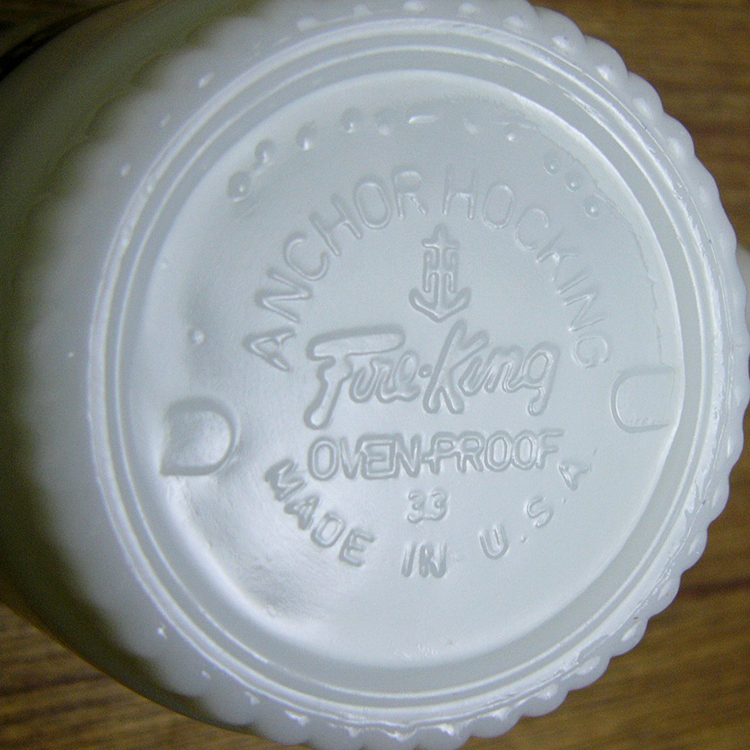 ANCHOR HOCKING
Fire-King
OVEN-PROOF
33
MADE IN U.S.A